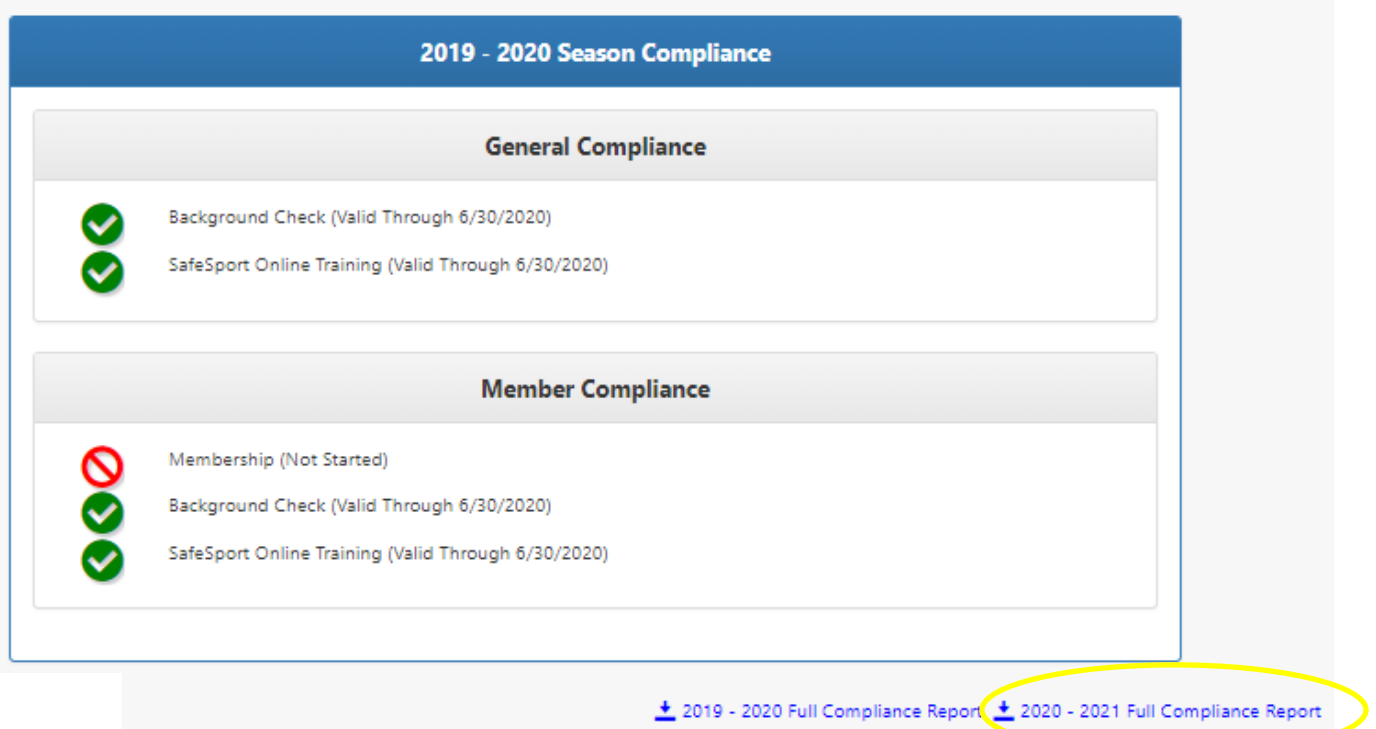 2019 - 2020 Season Compliance
General Compliance
Background Check (Valid Through 6/30/2020)
SafeSport Online Training (Valid Through 6/30/2020)
Member Compliance
Membership (Not Started)
Background Check (Valid Through 6/30/2020)
SafeSport Online Training (Valid Through 6/30/2020)
2019 - 2020 Full Compliance Report 2020 - 2021 Full Compliance Report